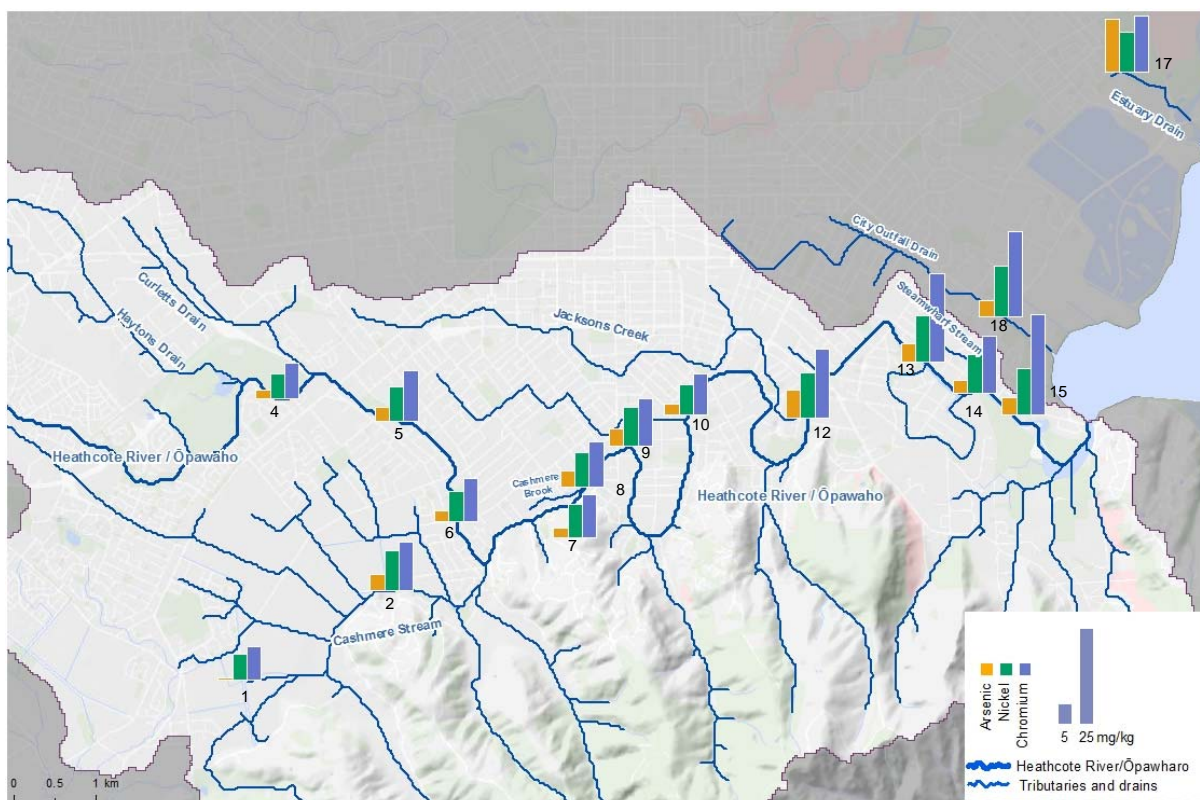 17
Estuary Drain
City Outfall Drain
Curletts Drain
Haytons Drain
Steamwharf Stream
Jacksons Creek
18
13
4
15
14
5
10
12
9
Heathcote River / Ōpāwaho
Cashmere
Brook
8
Heathcote River / Ōpawaho
6
7
2
Cashmere Stream
1
Arsenic
Nickel
Chromium
5 25 mg/kg
Heathcote River/Ōpawharo
Tributaries and drains
0 0.5 1 km